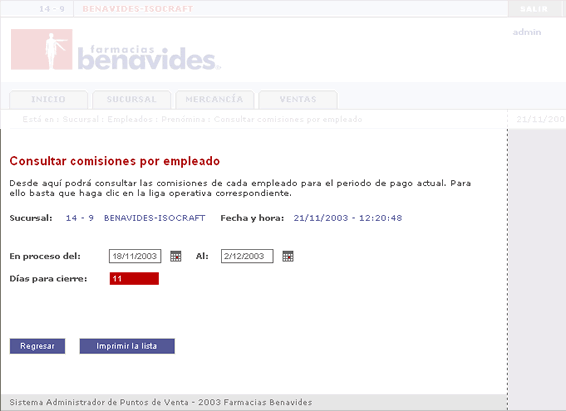 14 - 9 BENAVIDES-ISOCRAFT SALIR
admin
farmacias
benavides
INICIO SUCURSAL MERCANCÍA VENTAS
Está en : Sucursal : Empleados : Prenómina : Consultar comisiones por empleado 21/11/200
Consultar comisiones por empleado
Desde aquí podrá consultar las comisiones de cada empleado para el periodo de pago actual. Para
ello basta que haga clic en la liga operativa correspondiente.
Sucursal: 14 - 9 BENAVIDES-ISOCRAFT Fecha y hora: 21/11/2003 - 12:20:48
En proceso del: 18/11/2003 Al: 2/12/2003
Días para cierre: 11
Regresar Imprimir la lista
Sistema Administrador de Puntos de Venta - 2003 Farmacias Benavides